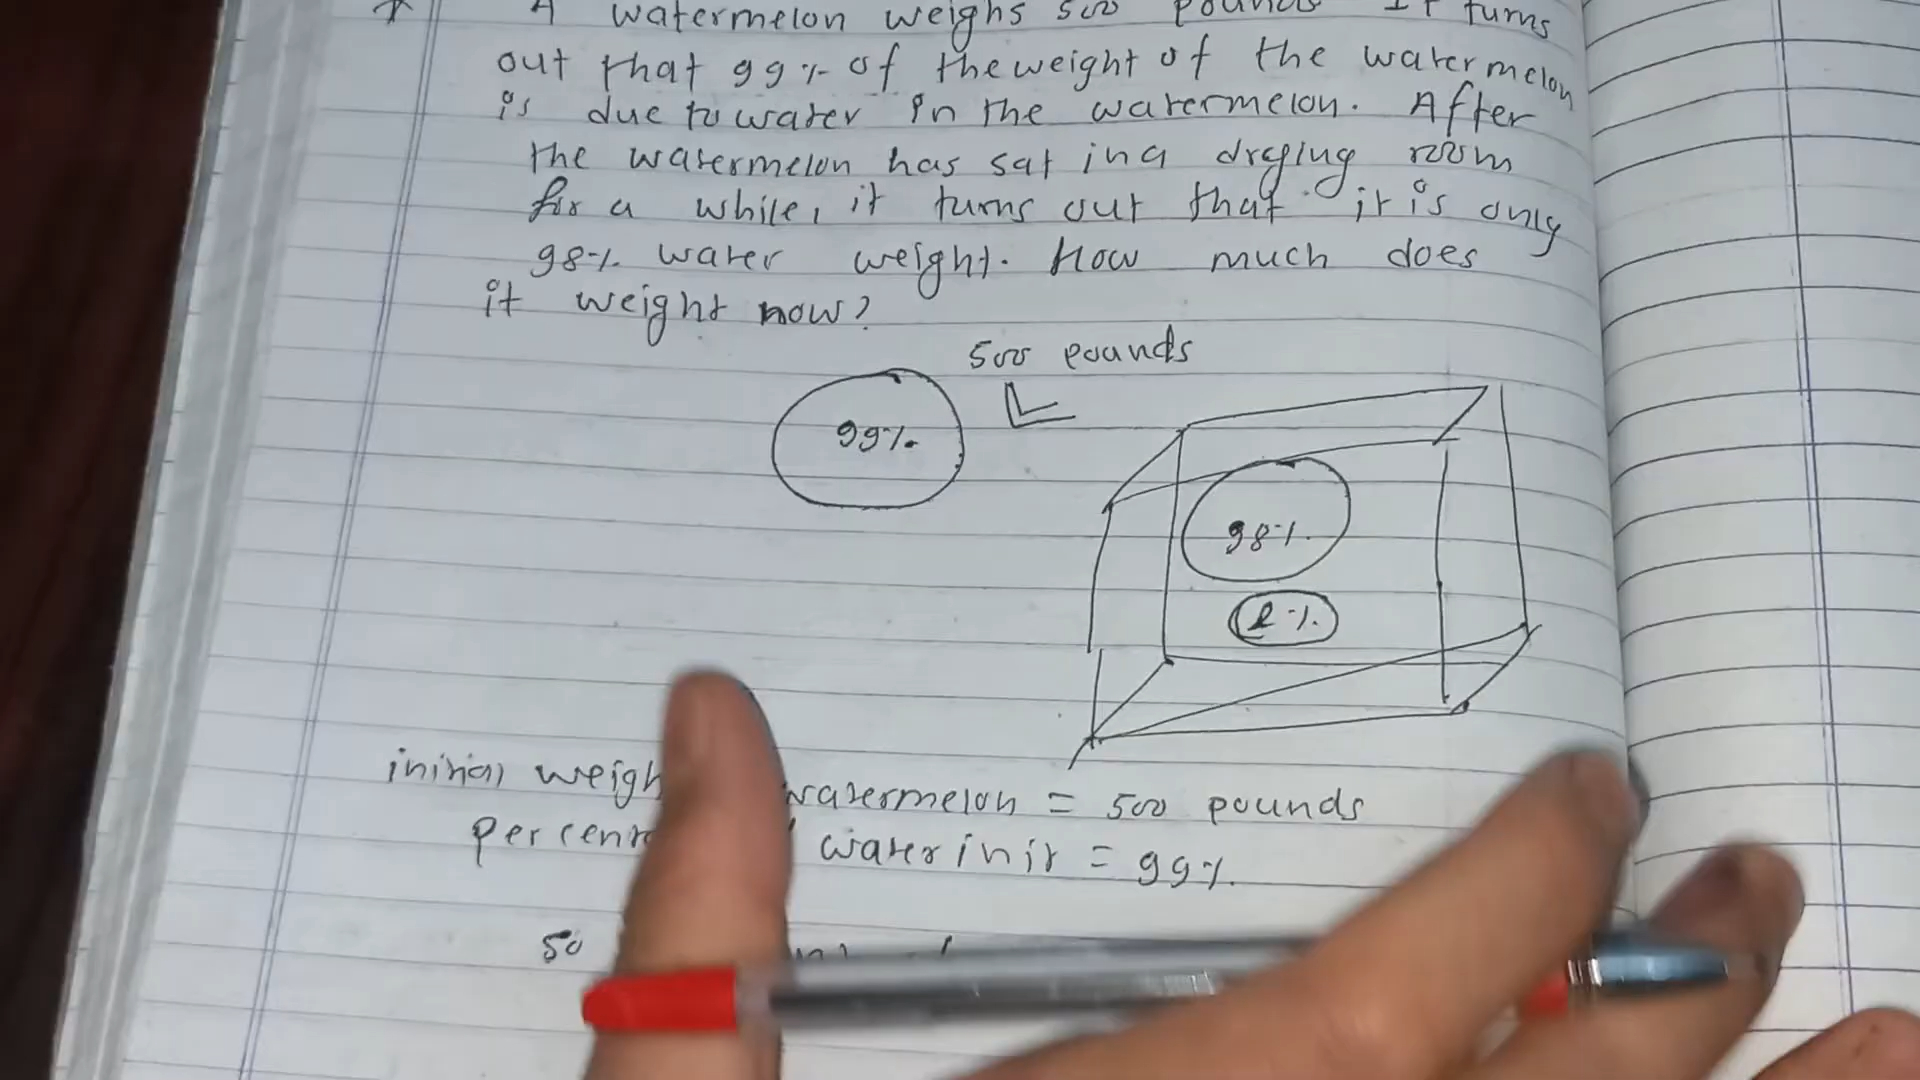 A watermelon weighs 500 pounds It turns
out that 99% of the weight of the watermelon
is due to water in the watermelon. After
the watermelon has sat in a drying room
for a while, it turns out that it is only
98% water weight. How much does
it weight now?
500 pounds
99%.
98%.
2%.
initial weigh watermelon = 500 pounds
percent water in it = 99%.
so